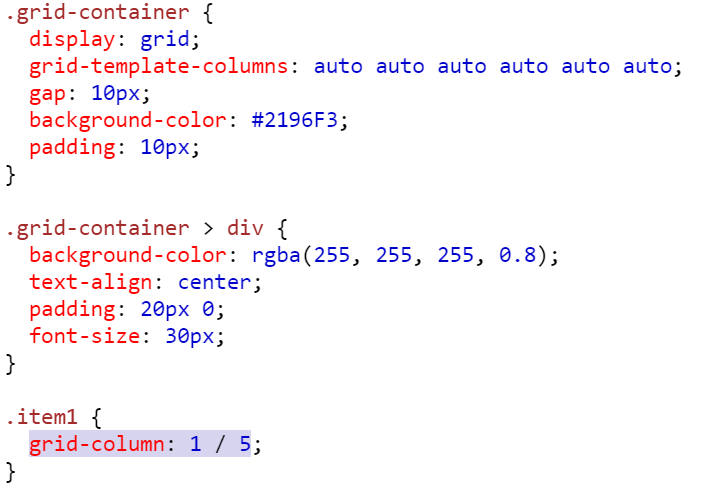 .grid-container {
  display: grid;
  grid-template-columns: auto auto auto auto auto auto;
  gap: 10px;
  background-color: #2196F3;
  padding: 10px;
}

.grid-container > div {
  background-color: rgba(255, 255, 255, 0.8);
  text-align: center;
  padding: 20px 0;
  font-size: 30px;
}

.item1 {
  grid-column: 1 / 5;
}